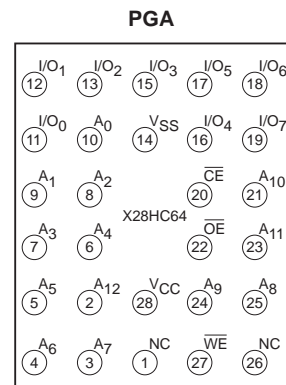 PGA
I/O1 I/O2 I/O3 I/O5 I/O6
12 13 15 17 18
I/O0 A0 VSS I/O4 I/O7
11 10 14 16 19
A1 A2 CE A10
9 8 20 21
X28HC64
A3 A4 OE A11
7 6 22 23
A5 A12 VCC A9 A8
5 2 28 24 25
A6 A7 NC WE NC
4 3 1 27 26